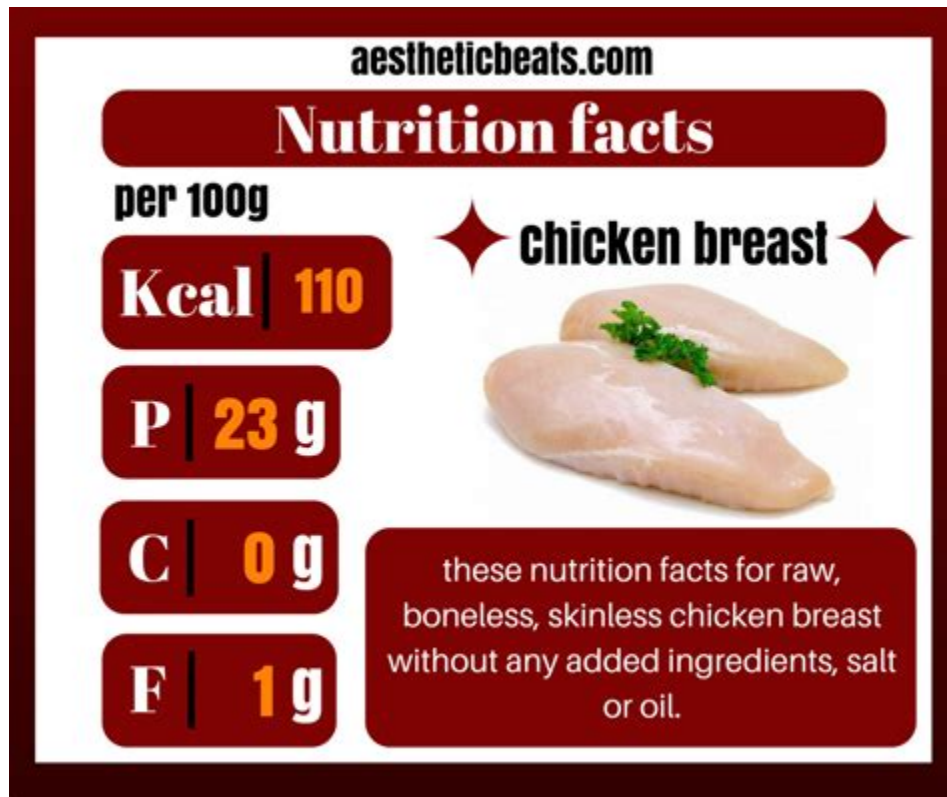 aestheticbeats.com
Nutrition facts
per 100g
Kcal 110
P 23 g
C 0 g
F 1 g
chicken breast
these nutrition facts for raw,
boneless, skinless chicken breast
without any added ingredients, salt
or oil.